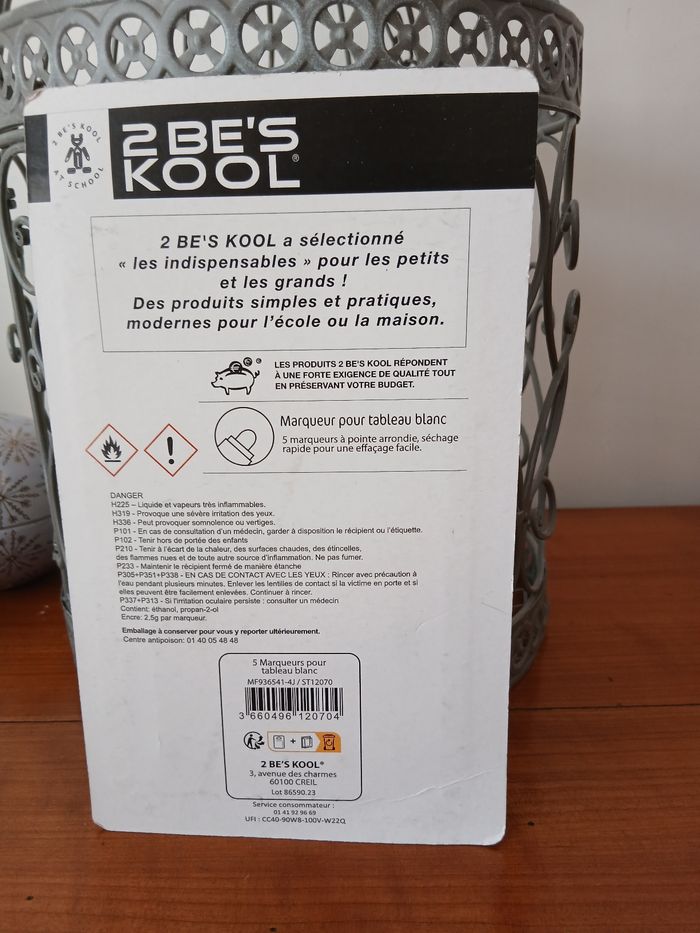 2 BE'S KOOL
AT SCHOOL
2 BE'S
KOOL®
2 BE'S KOOL a sélectionné
« les indispensables » pour les petits
et les grands !
Des produits simples et pratiques,
modernes pour l'école ou la maison.
LES PRODUITS 2 BE'S KOOL RÉPONDENT
À UNE FORTE EXIGENCE DE QUALITÉ TOUT
EN PRÉSERVANT VOTRE BUDGET.
Marqueur pour tableau blanc
5 marqueurs à pointe arrondie, séchage
rapide pour une effaçage facile.
DANGER
H225 – Liquide et vapeurs très inflammables.
H319 - Provoque une sévère irritation des yeux.
H336 - Peut provoquer somnolence ou vertiges.
P101 - En cas de consultation d'un médecin, garder à disposition le récipient ou l'étiquette.
P102 - Tenir hors de portée des enfants
P210 - Tenir à l'écart de la chaleur, des surfaces chaudes, des étincelles,
des flammes nues et de toute autre source d'inflammation. Ne pas fumer.
P233 - Maintenir le récipient fermé de manière étanche
P305+P351+P338 - EN CAS DE CONTACT AVEC LES YEUX : Rincer avec précaution à
l'eau pendant plusieurs minutes. Enlever les lentilles de contact si la victime en porte et si
elles peuvent être facilement enlevées. Continuer à rincer.
P337+P313 - Si l'irritation oculaire persiste : consulter un médecin
Contient: éthanol, propan-2-ol
Encre: 2,5g par marqueur.
Emballage à conserver pour vous y reporter ultérieurement.
Centre antipoison: 01 40 05 48 48
5 Marqueurs pour
tableau blanc
MF936541-4J / ST12070
3 660496 120704
+
2 BE'S KOOL®
3, avenue des charmes
60100 CREIL
Lot 86590.23
Service consommateur :
01 41 92 96 69
UFI : CC40-90W8-100V-W22Q